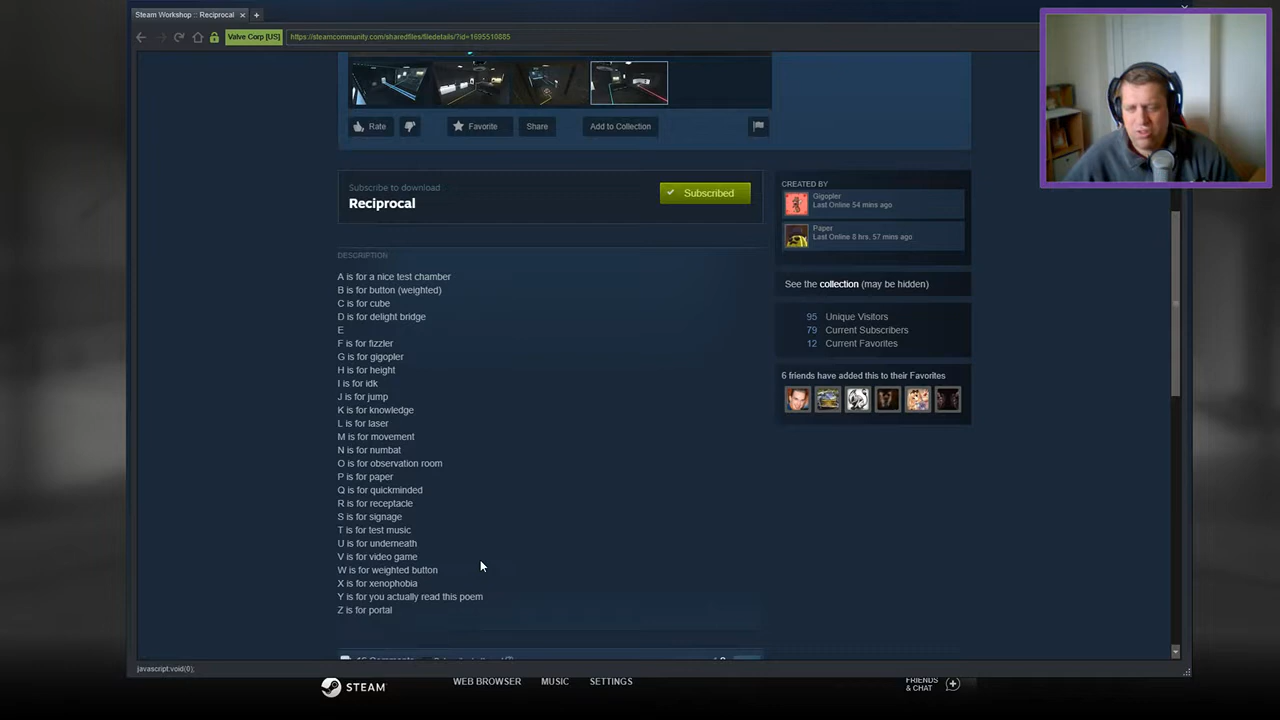 Steam Workshop :: Reciprocal
Valve Corp [US]
https://steamcommunity.com/sharedfiles/filedetails/?id=1695510885
Rate
Favorite
Share
Add to Collection
Subscribe to download
Reciprocal
Subscribed
DESCRIPTION
A is for a nice test chamber
B is for button (weighted)
C is for cube
D is for delight bridge
E
F is for fizzler
G is for gigopler
H is for height
I is for idk
J is for jump
K is for knowledge
L is for laser
M is for movement
N is for numbat
O is for observation room
P is for paper
Q is for quickminded
R is for receptacle
S is for signage
T is for test music
U is for underneath
V is for video game
W is for weighted button
X is for xenophobia
Y is for you actually read this poem
Z is for portal
CREATED BY
Gigopler
Last Online 54 mins ago
Paper
Last Online 8 hrs, 57 mins ago
See the collection (may be hidden)
95 Unique Visitors
79 Current Subscribers
12 Current Favorites
6 friends have added this to their Favorites
javascript:void(0);
STEAM
WEB BROWSER
MUSIC
SETTINGS
FRIENDS
& CHAT